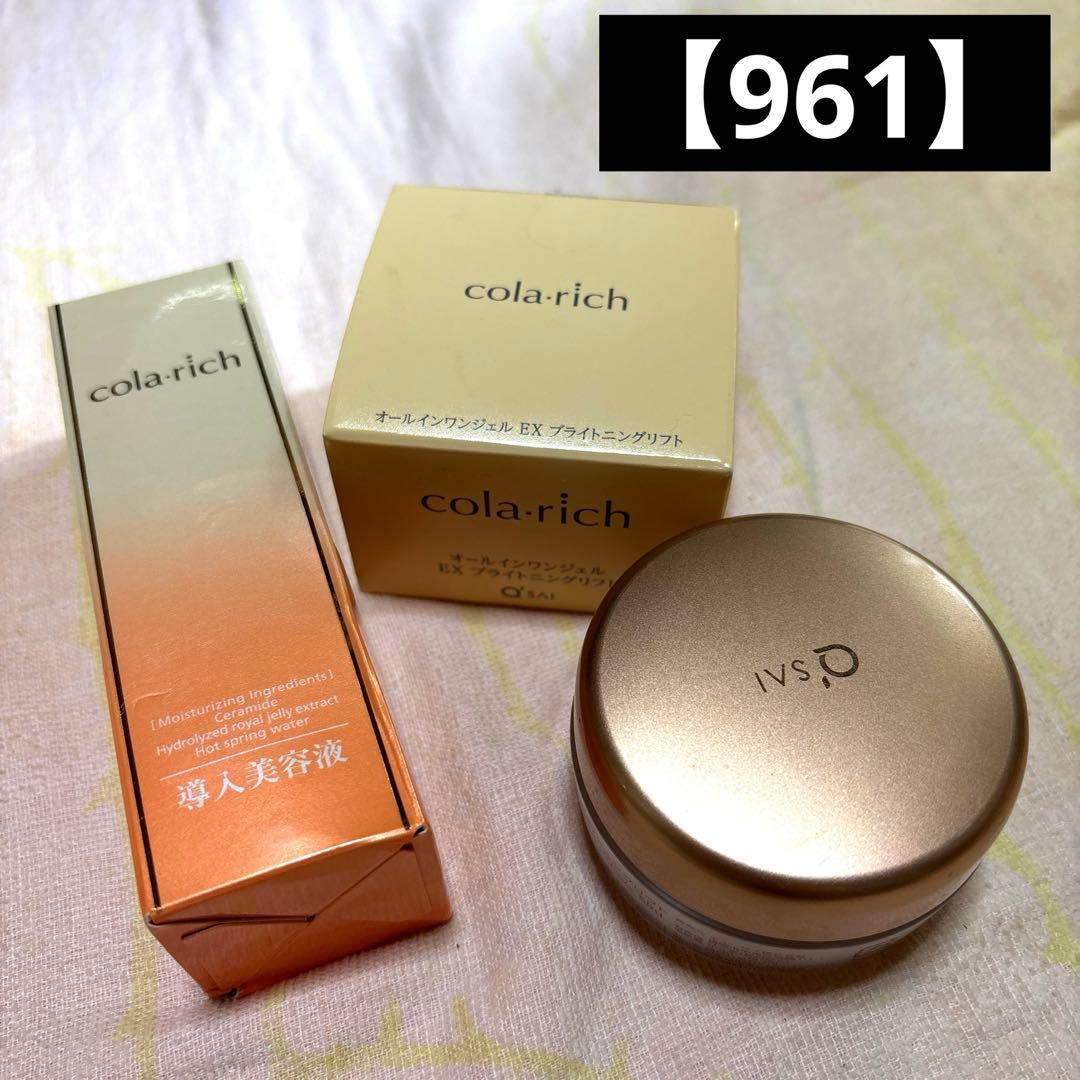 【961】
cola・rich
オールインワンジェル EX ブライトニングリフト
cola・rich
オールインワンジェル
EX ブライトニングリフト
Q'SAI
cola・rich
[Moisturizing Ingredients]
Ceramide
Hydrolyzed royal jelly extract
Hot spring water
導入美容液
Q'SAI